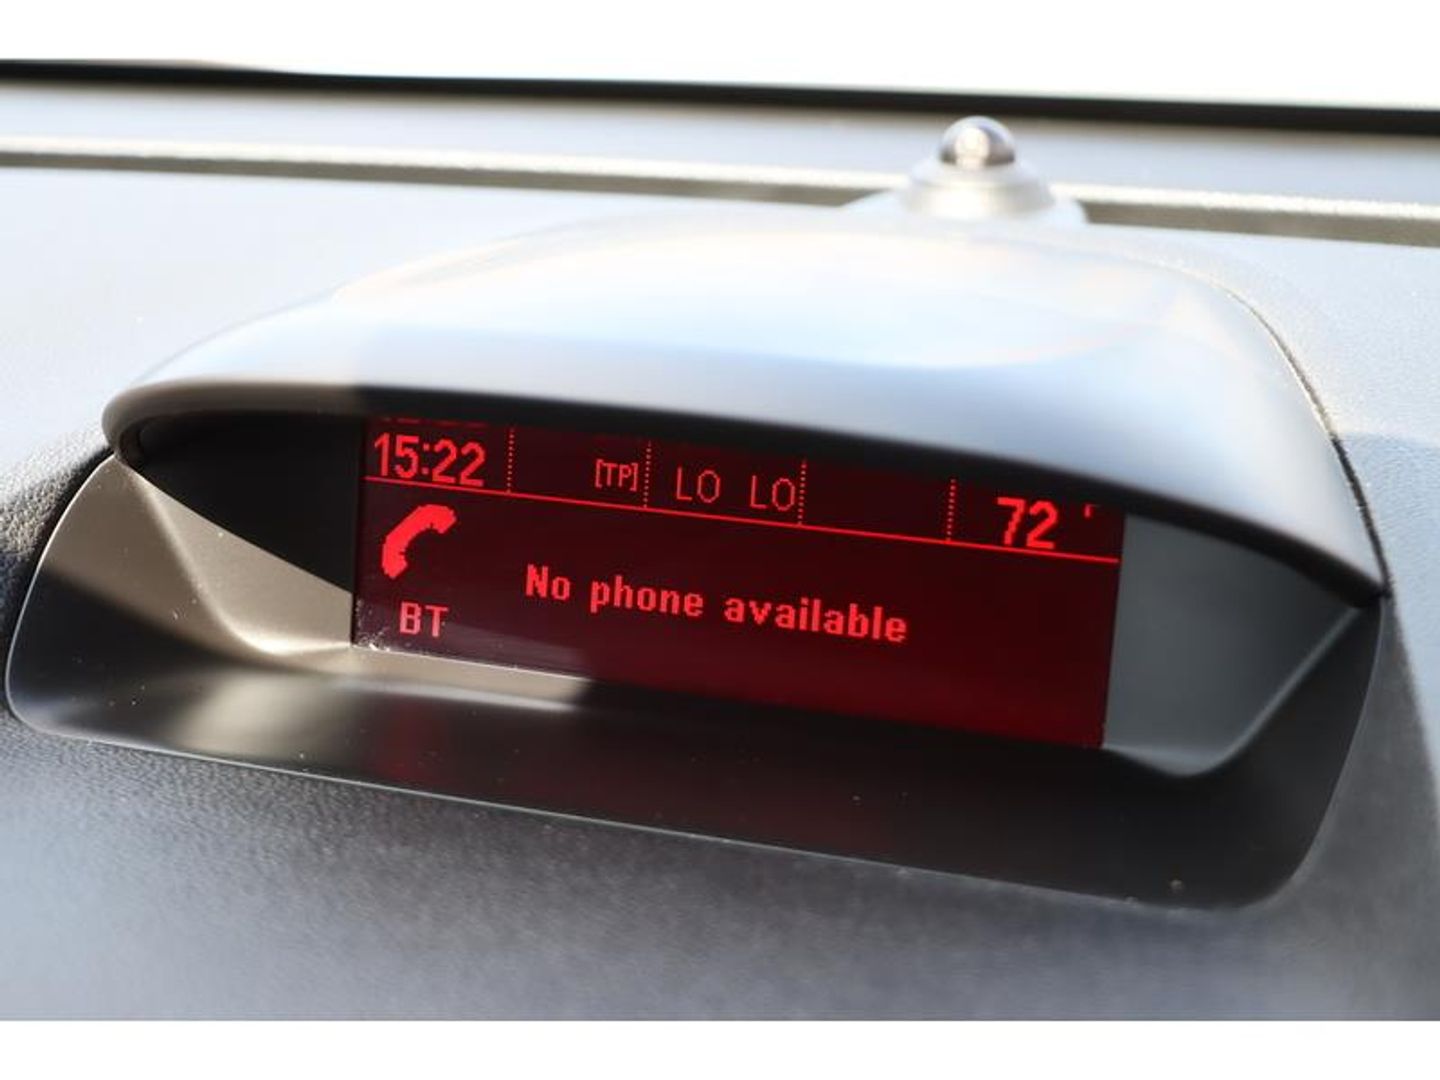 15:22 [TP] LO LO 72 °F
No phone available
BT